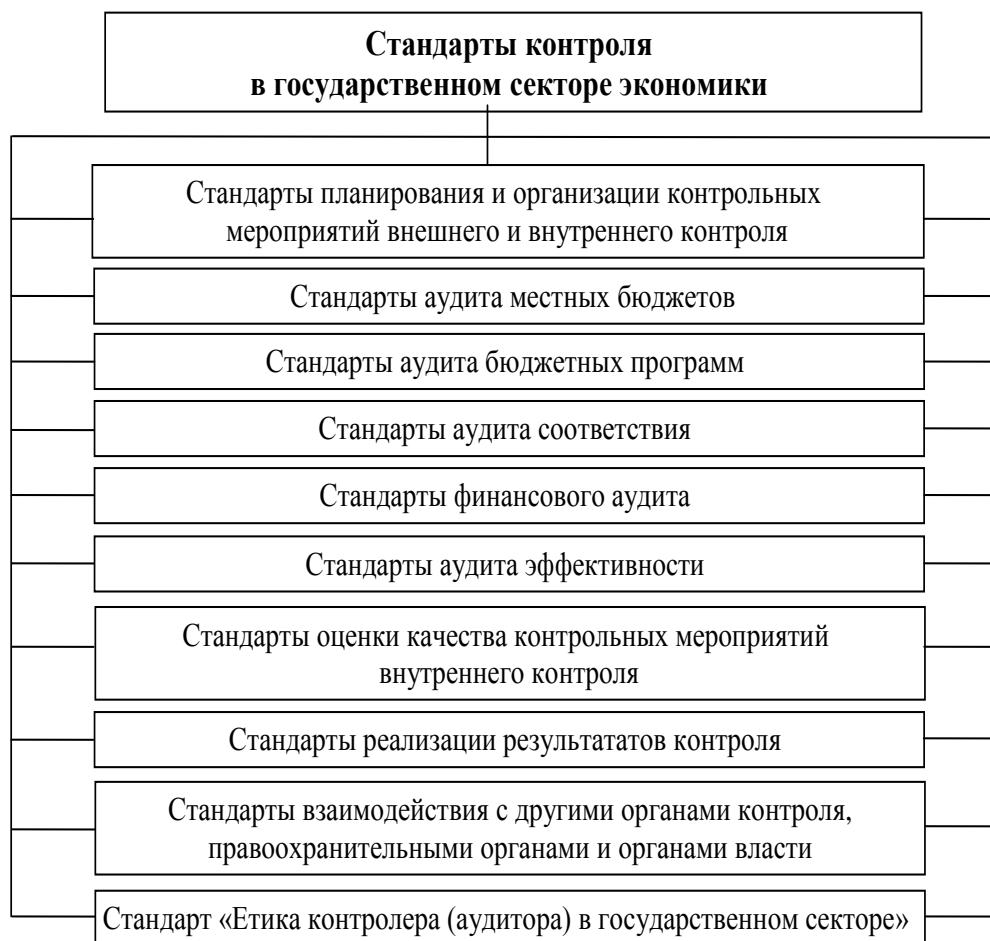 Стандарты контроля
в государственном секторе экономики
Стандарты планирования и организации контрольных
мероприятий внешнего и внутреннего контроля
Стандарты аудита местных бюджетов
Стандарты аудита бюджетных программ
Стандарты аудита соответствия
Стандарты финансового аудита
Стандарты аудита эффективности
Стандарты оценки качества контрольных мероприятий
внутреннего контроля
Стандарты реализации результататов контроля
Стандарты взаимодействия с другими органами контроля,
правоохранительными органами и органами власти
Стандарт «Етика контролера (аудитора) в государственном секторе»